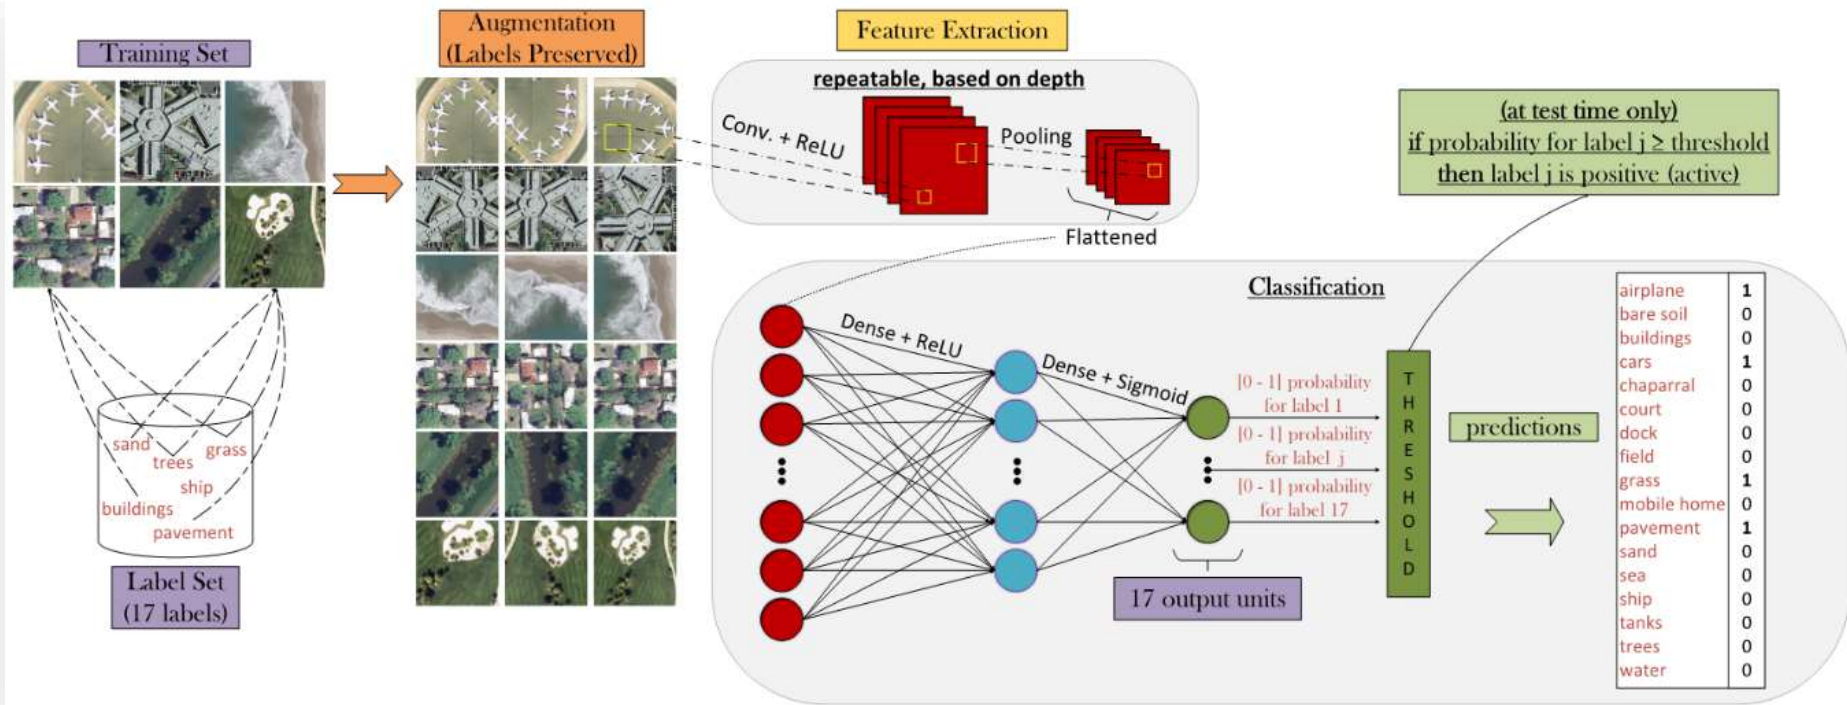 Training Set
Augmentation
(Labels Preserved)
Feature Extraction
repeatable, based on depth
Conv. + ReLU
Pooling
Flattened
(at test time only)
if probability for label j ≥ threshold
then label j is positive (active)
sand
grass
trees
ship
buildings
pavement
Label Set
(17 labels)
Classification
Dense + ReLU
Dense + Sigmoid
[0 - 1] probability
for label 1
[0 - 1] probability
for label j
[0 - 1] probability
for label 17
17 output units
THRESHOLD
predictions
airplane 1
bare soil 0
buildings 0
cars 1
chaparral 0
court 0
dock 0
field 0
grass 1
mobile home 0
pavement 1
sand 0
sea 0
ship 0
tanks 0
trees 0
water 0